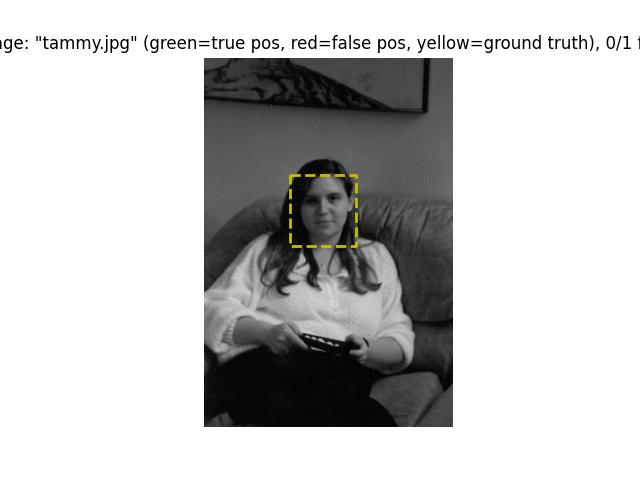 age: "tammy.jpg" (green=true pos, red=false pos, yellow=ground truth), 0/1 f